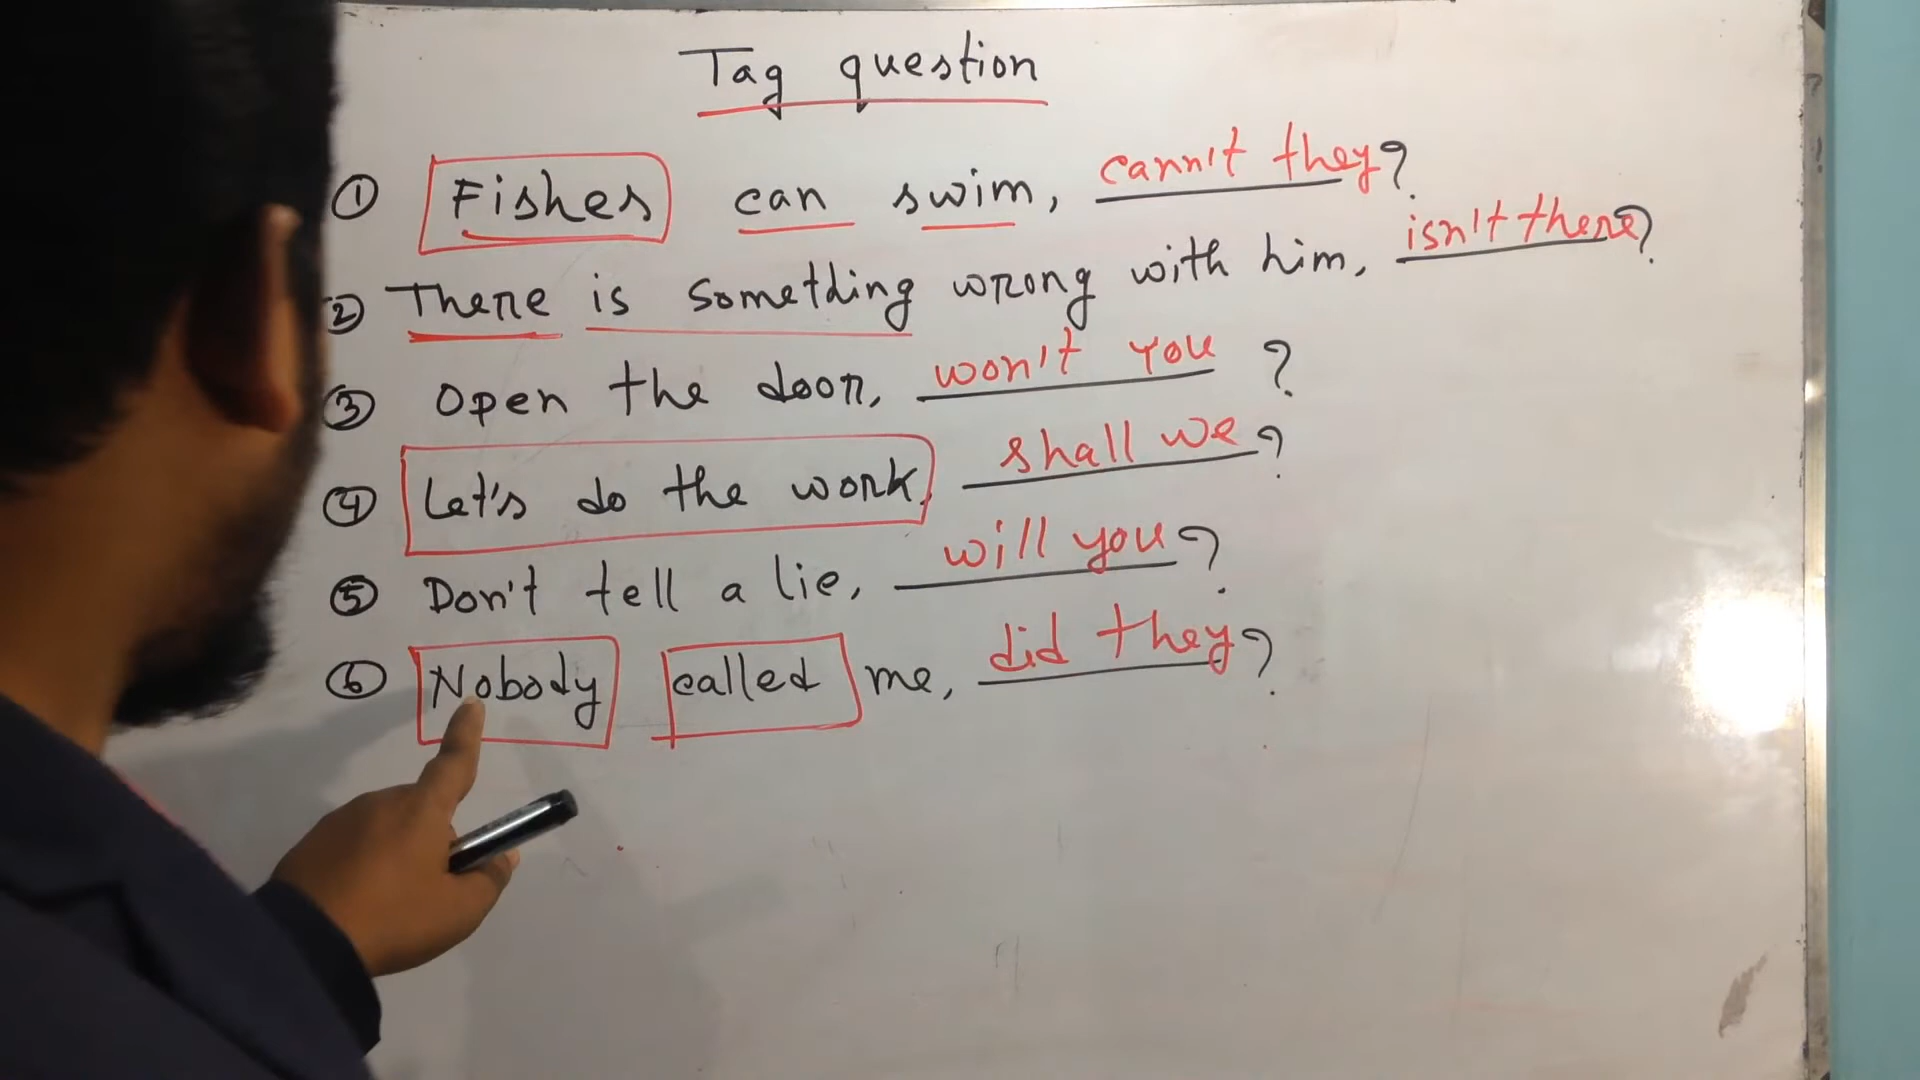 Tag question
① Fishes can swim, cann't they?
② There is something wrong with him, isn't there?
③ Open the door, won't you ?
④ Let's do the work, shall we?
⑤ Don't tell a lie, will you?
⑥ Nobody called me, did they?